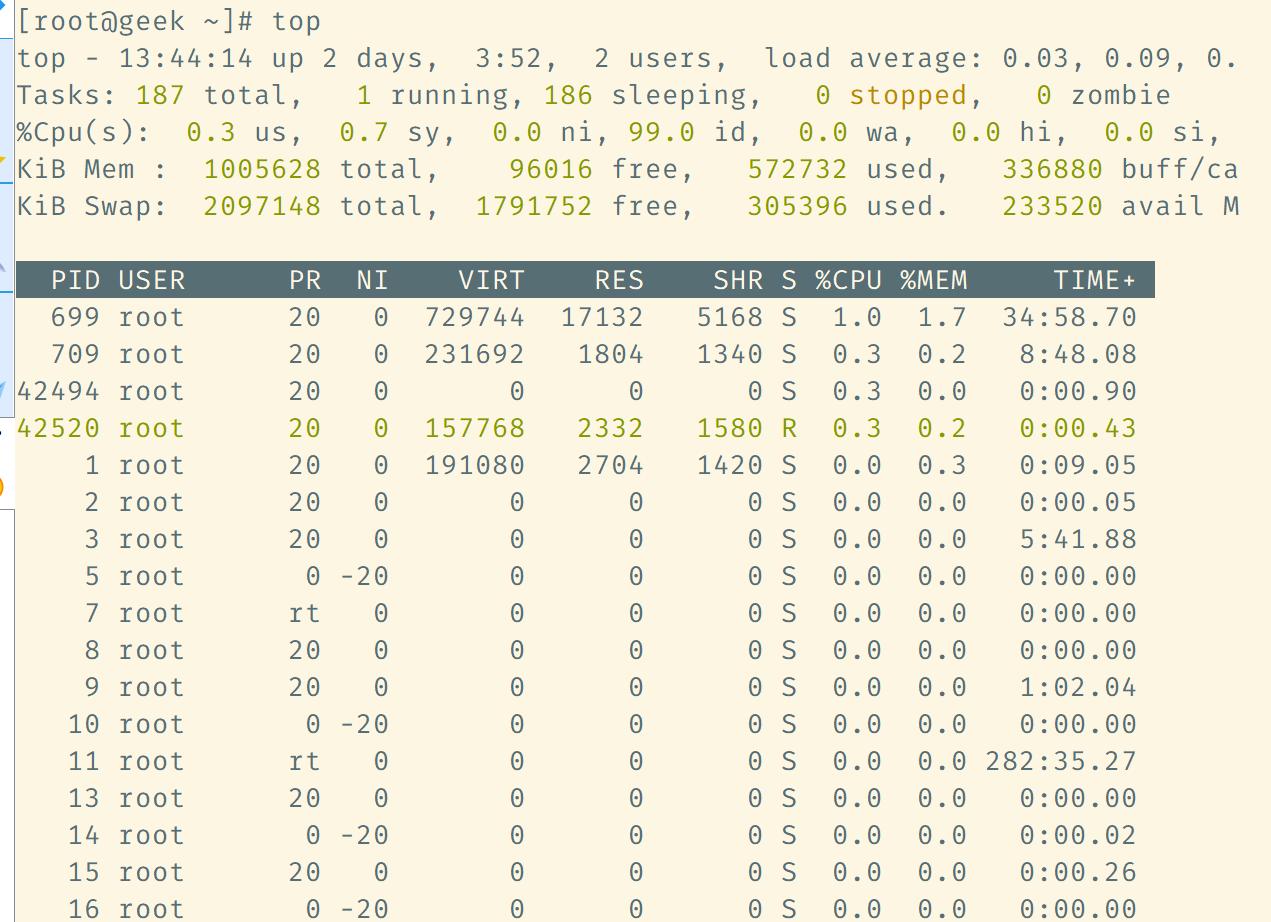 [root@geek ~]# top
top - 13:44:14 up 2 days,  3:52,  2 users,  load average: 0.03, 0.09, 0.
Tasks: 187 total,   1 running, 186 sleeping,   0 stopped,   0 zombie
%Cpu(s):  0.3 us,  0.7 sy,  0.0 ni, 99.0 id,  0.0 wa,  0.0 hi,  0.0 si,
KiB Mem :  1005628 total,    96016 free,   572732 used,   336880 buff/ca
KiB Swap:  2097148 total,  1791752 free,   305396 used.   233520 avail M
  PID USER      PR  NI    VIRT    RES    SHR S %CPU %MEM     TIME+
  699 root      20   0  729744  17132   5168 S  1.0  1.7  34:58.70
  709 root      20   0  231692   1804   1340 S  0.3  0.2   8:48.08
42494 root      20   0       0      0      0 S  0.3  0.0   0:00.90
42520 root      20   0  157768   2332   1580 R  0.3  0.2   0:00.43
    1 root      20   0  191080   2704   1420 S  0.0  0.3   0:09.05
    2 root      20   0       0      0      0 S  0.0  0.0   0:00.05
    3 root      20   0       0      0      0 S  0.0  0.0   5:41.88
    5 root       0 -20       0      0      0 S  0.0  0.0   0:00.00
    7 root      rt   0       0      0      0 S  0.0  0.0   0:00.00
    8 root      20   0       0      0      0 S  0.0  0.0   0:00.00
    9 root      20   0       0      0      0 S  0.0  0.0   1:02.04
   10 root       0 -20       0      0      0 S  0.0  0.0   0:00.00
   11 root      rt   0       0      0      0 S  0.0  0.0 282:35.27
   13 root      20   0       0      0      0 S  0.0  0.0   0:00.00
   14 root       0 -20       0      0      0 S  0.0  0.0   0:00.02
   15 root      20   0       0      0      0 S  0.0  0.0   0:00.26
   16 root       0 -20       0      0      0 S  0.0  0.0   0:00.00